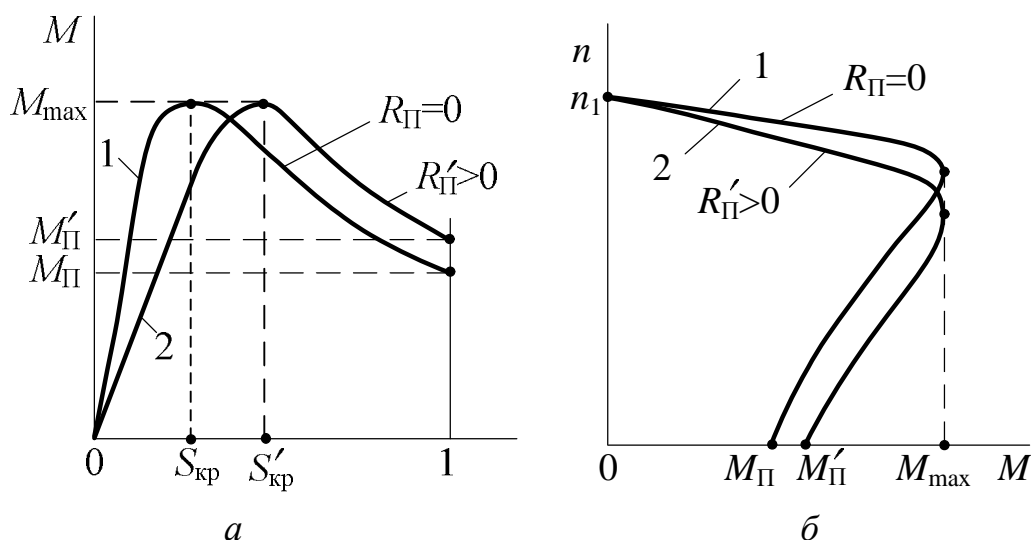 M
M_max
1
R_П=0
R'_П>0
M'_П
M_П
2
0
S_кр
S'_кр
1
а
n
n_1
1
R_П=0
2
R'_П>0
0
M_П
M'_П
M_max
M
б